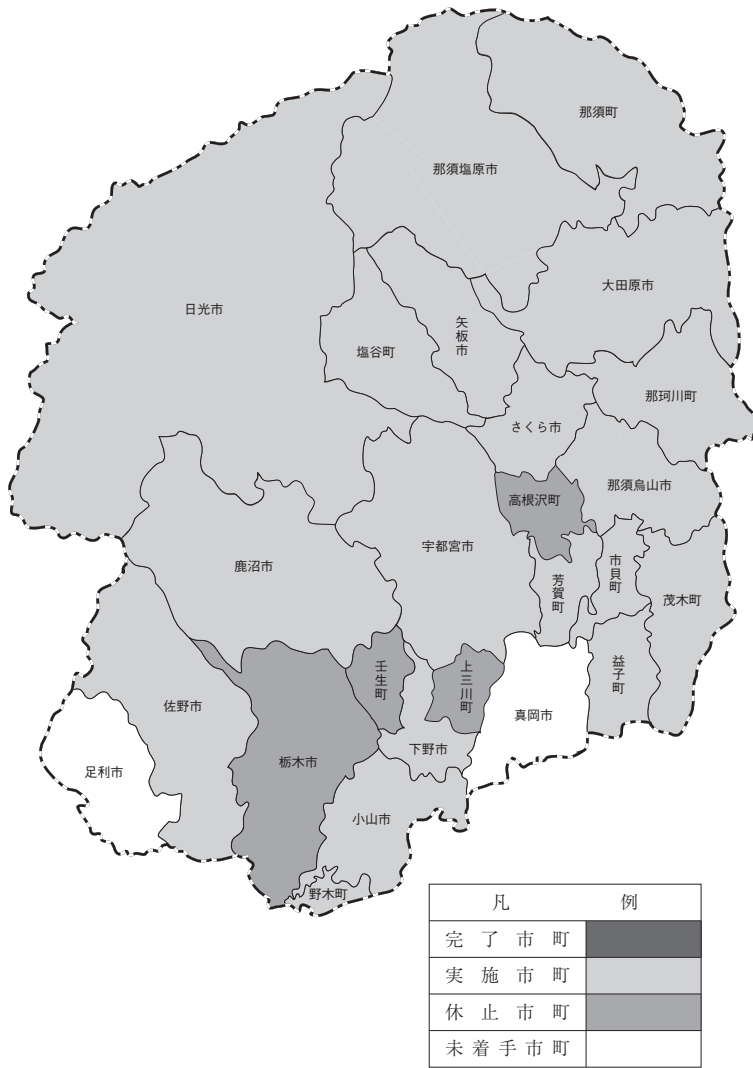 那須町
那須塩原市
大田原市
日光市
矢板市
塩谷町
那珂川町
さくら市
那須烏山市
高根沢町
宇都宮市
鹿沼市
市貝町
芳賀町
茂木町
益子町
壬生町
上三川町
佐野市
真岡市
下野市
栃木市
足利市
小山市
野木町
凡 例
完了市町
実施市町
休止市町
未着手市町